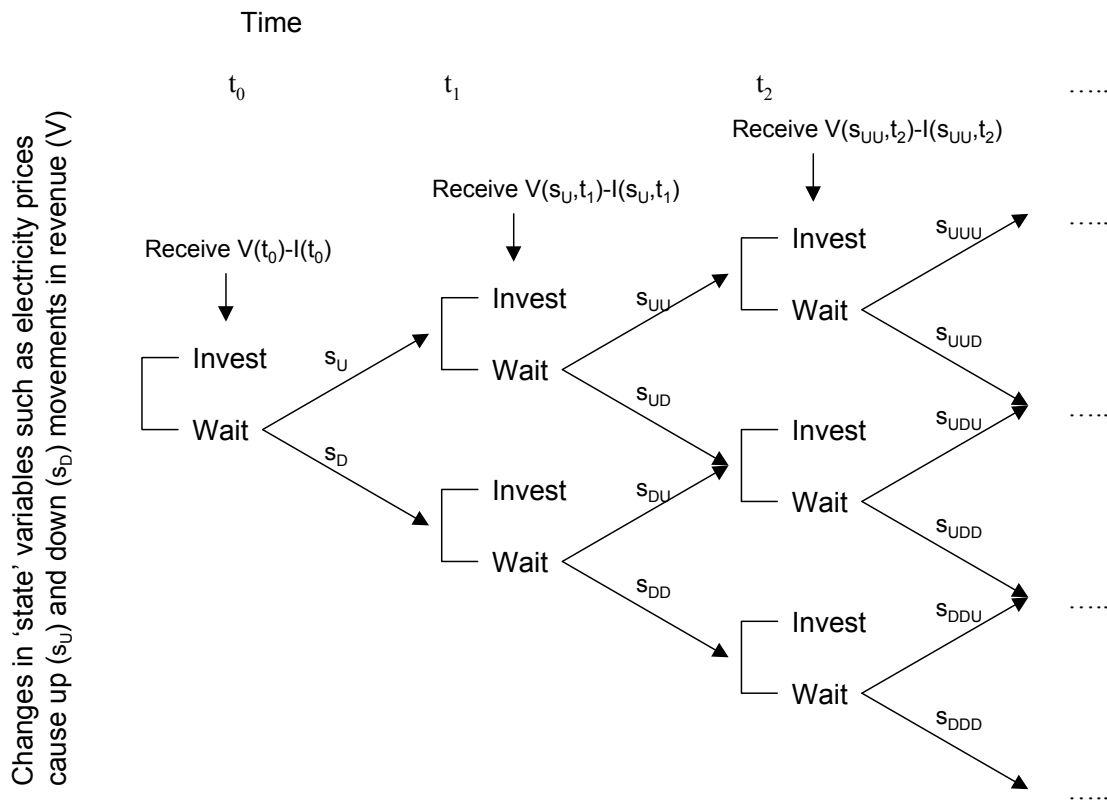 Time
t0 t1 t2 .....
Receive V(sUU,t2)-I(sUU,t2)
Receive V(sU,t1)-I(sU,t1)
Receive V(t0)-I(t0)
Changes in ‘state’ variables such as electricity prices
cause up (sU) and down (sD) movements in revenue (V)
Invest
Wait
sU
sD
Invest
Wait
sUU
sUD
Invest
Wait
sDU
sDD
Invest
Wait
sUUU
sUUD
Invest
Wait
sUDU
sUDD
Invest
Wait
sDDU
sDDD
.....
.....
.....
.....